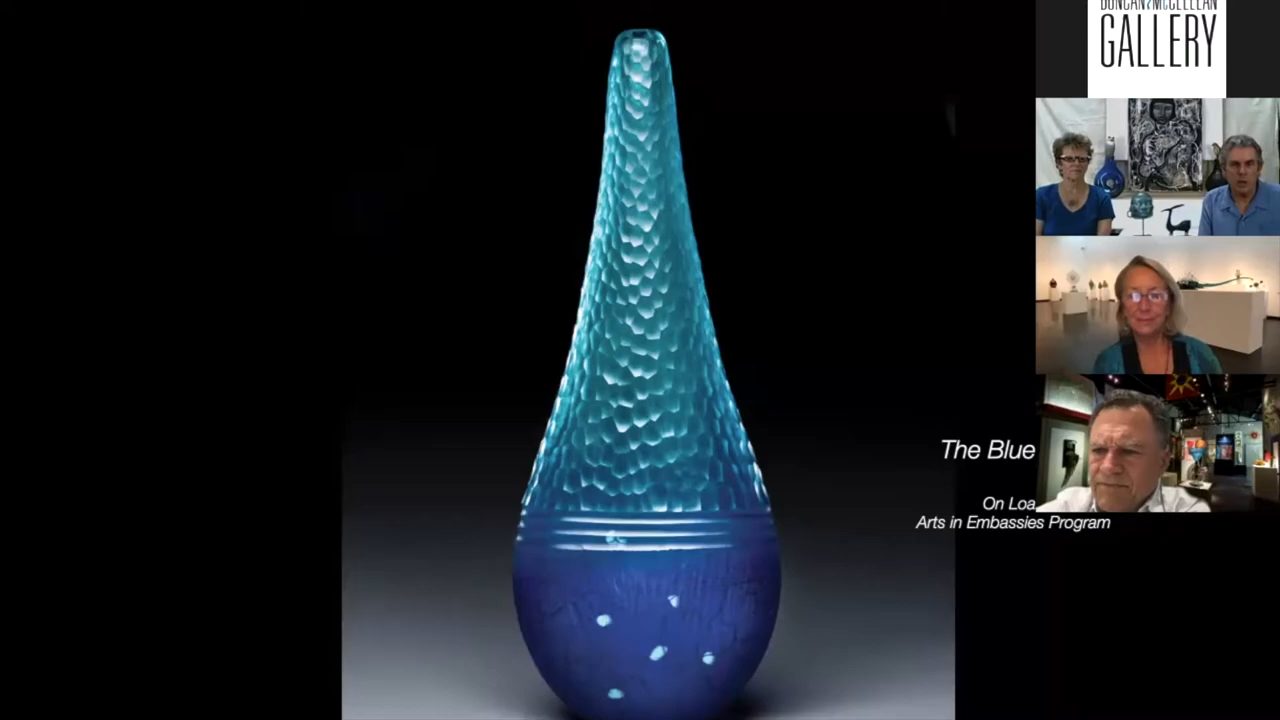 DUNCAN McCLELLAN
GALLERY
The Blue
On Loa
Arts in Embassies Program